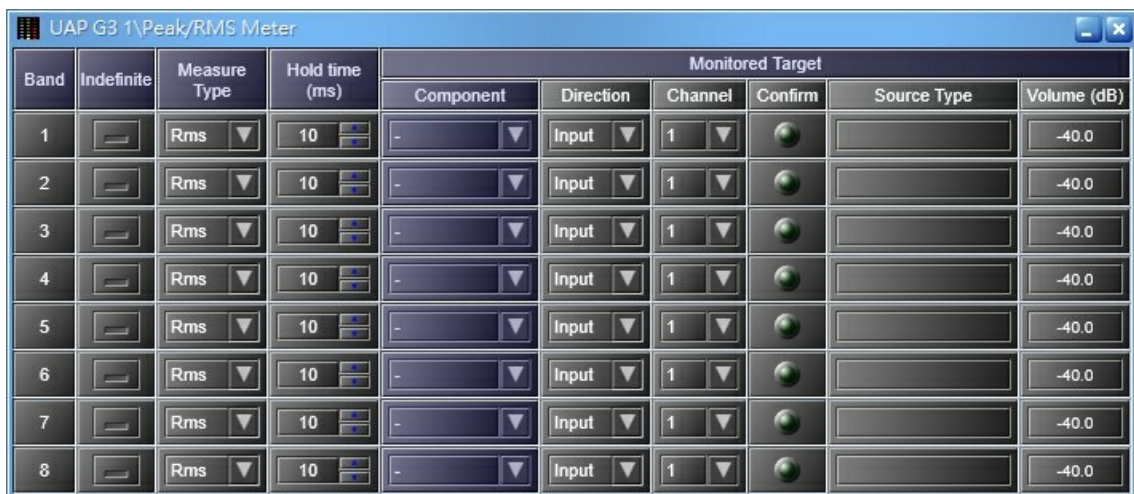 UAP G3 1\Peak/RMS Meter
Band Indefinite Measure Type Hold time (ms) Monitored Target
Component Direction Channel Confirm Source Type Volume (dB)
1 Rms 10 - Input 1 -40.0
2 Rms 10 - Input 1 -40.0
3 Rms 10 - Input 1 -40.0
4 Rms 10 - Input 1 -40.0
5 Rms 10 - Input 1 -40.0
6 Rms 10 - Input 1 -40.0
7 Rms 10 - Input 1 -40.0
8 Rms 10 - Input 1 -40.0